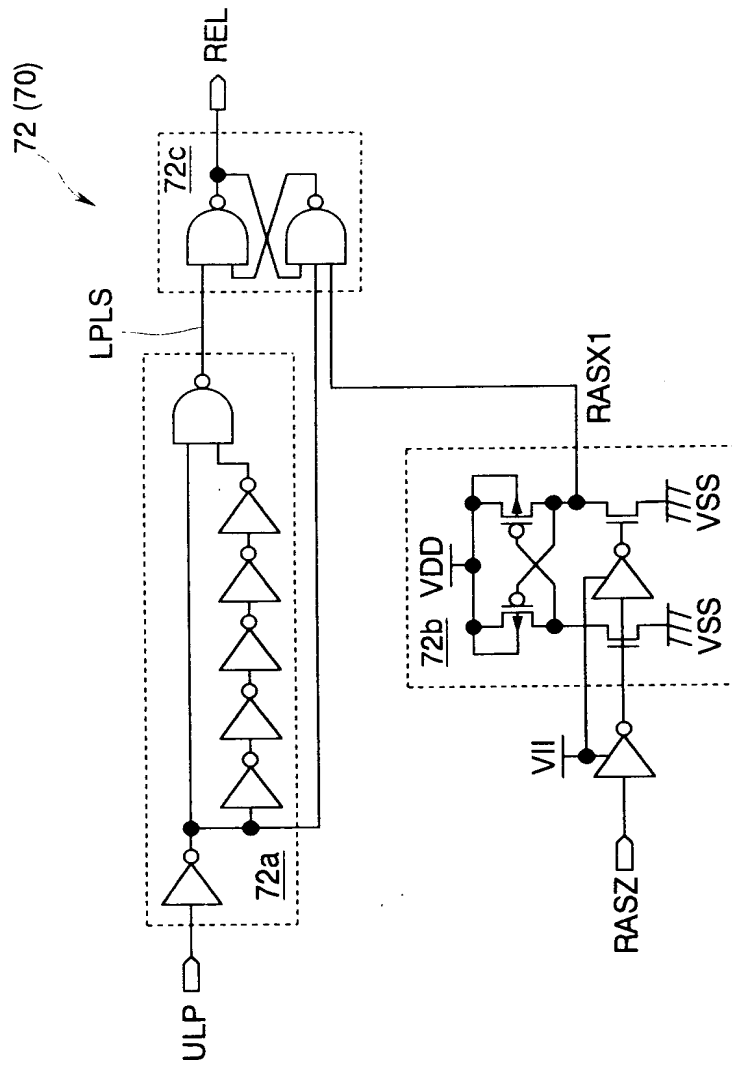 72 (70)
REL
72c
LPLS
72a
ULP
RASX1
VDD
72b
VSS
VSS
VII
RASZ